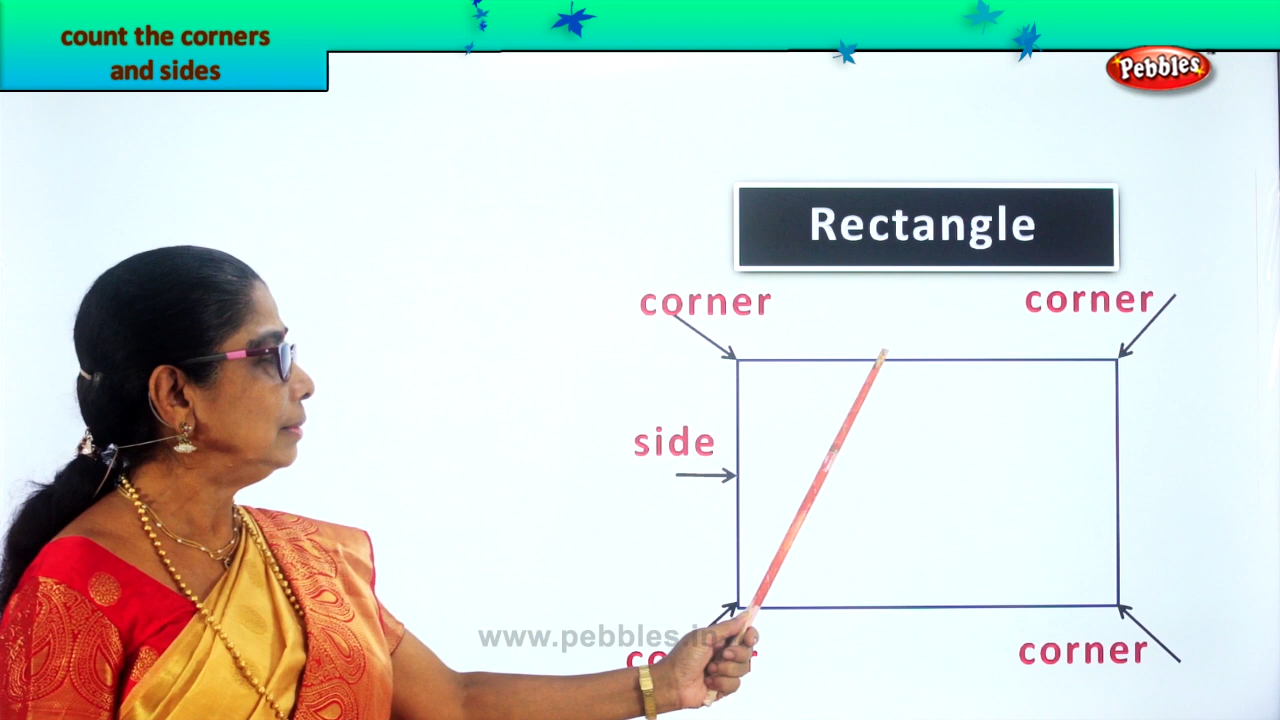 count the corners
and sides
Pebbles
Rectangle
corner corner
side
www.pebbles.in
corner